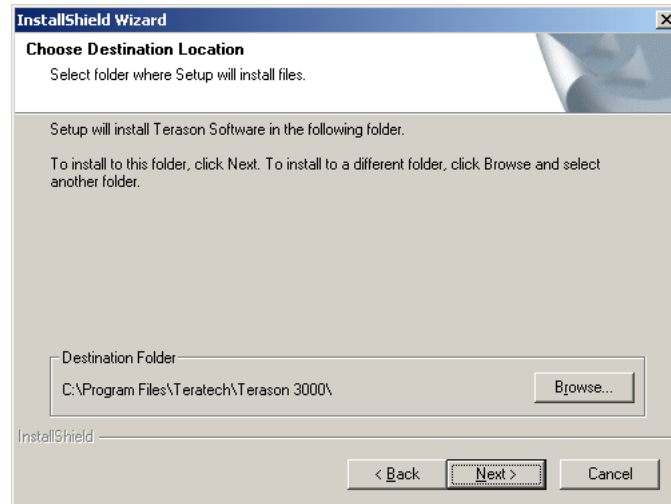 InstallShield Wizard
Choose Destination Location
Select folder where Setup will install files.
Setup will install Terason Software in the following folder.
To install to this folder, click Next. To install to a different folder, click Browse and select
another folder.
Destination Folder
C:\Program Files\Teratech\Terason 3000\
Browse...
InstallShield
< Back
Next >
Cancel